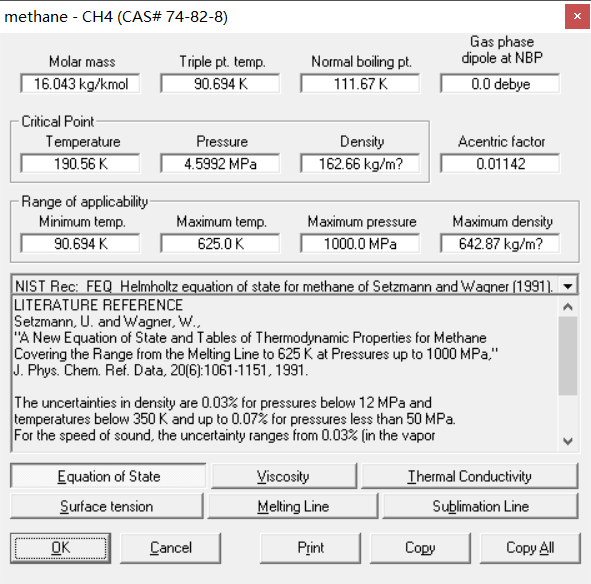 methane - CH4 (CAS# 74-82-8)
Molar mass
Triple pt. temp.
Normal boiling pt.
Gas phase
dipole at NBP
16.043 kg/kmol
90.694 K
111.67 K
0.0 debye
Critical Point
Temperature
Pressure
Density
Acentric factor
190.56 K
4.5992 MPa
162.66 kg/m?
0.01142
Range of applicability
Minimum temp.
Maximum temp.
Maximum pressure
Maximum density
90.694 K
625.0 K
1000.0 MPa
642.87 kg/m?
NIST Rec: FEQ Helmholtz equation of state for methane of Setzmann and Wagner (1991).
LITERATURE REFERENCE
Setzmann, U. and Wagner, W.,
"A New Equation of State and Tables of Thermodynamic Properties for Methane
Covering the Range from the Melting Line to 625 K at Pressures up to 1000 MPa,"
J. Phys. Chem. Ref. Data, 20(6):1061-1151, 1991.
The uncertainties in density are 0.03% for pressures below 12 MPa and
temperatures below 350 K and up to 0.07% for pressures less than 50 MPa.
For the speed of sound, the uncertainty ranges from 0.03% (in the vapor
Equation of State
Viscosity
Thermal Conductivity
Surface tension
Melting Line
Sublimation Line
OK
Cancel
Print
Copy
Copy All